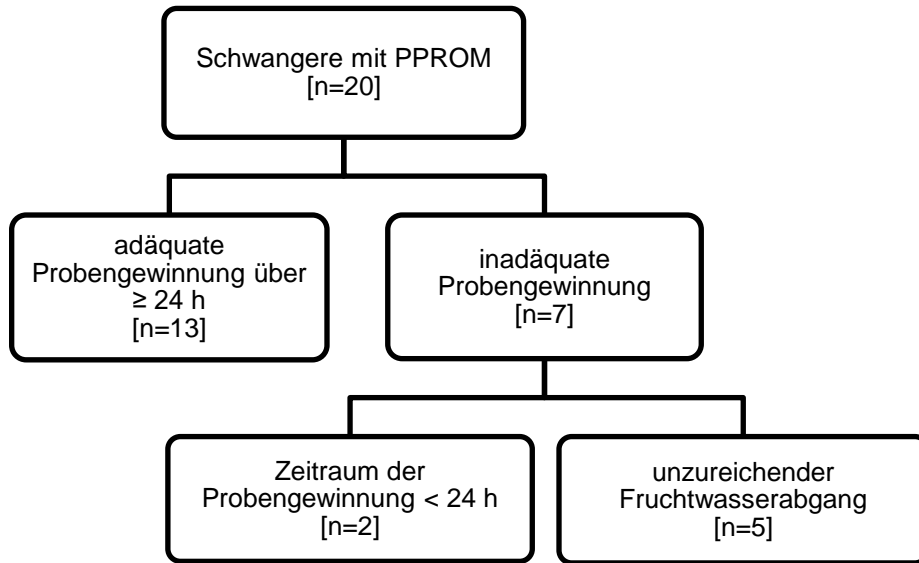 Schwangere mit PPROM
[n=20]
adäquate
Probengewinnung über
≥ 24 h
[n=13]
inadäquate
Probengewinnung
[n=7]
Zeitraum der
Probengewinnung < 24 h
[n=2]
unzureichender
Fruchtwasserabgang
[n=5]